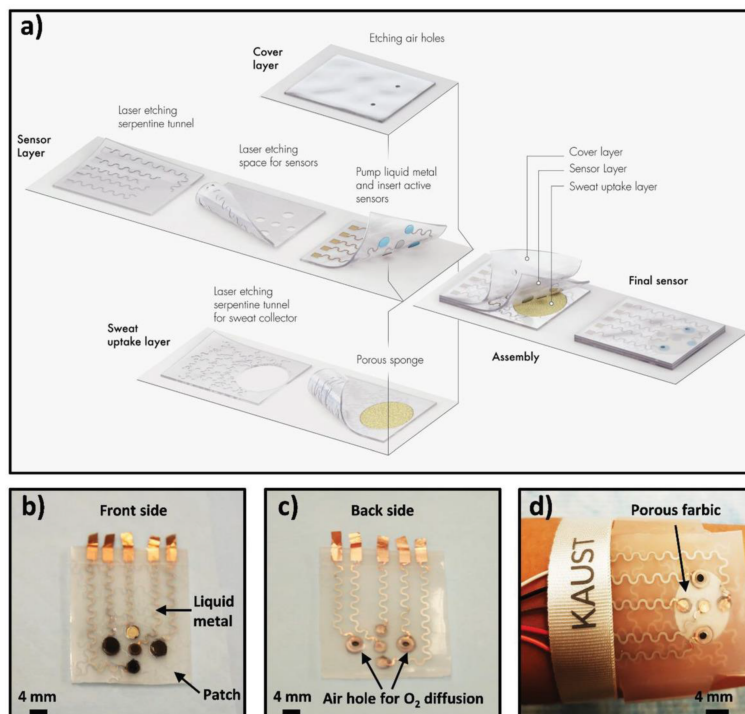 a)
Etching air holes
Cover
layer
Laser etching
serpentine tunnel
Sensor
Layer
Laser etching
space for sensors
Pump liquid metal
and insert active
sensors
Cover layer
Sensor Layer
Sweat uptake layer
Final sensor
Laser etching
serpentine tunnel
for sweat collector
Sweat
uptake layer
Porous sponge
Assembly
b)
Front side
Liquid
metal
Patch
4 mm
c)
Back side
Air hole for O₂ diffusion
4 mm
d)
Porous farbic
KAUST
4 mm